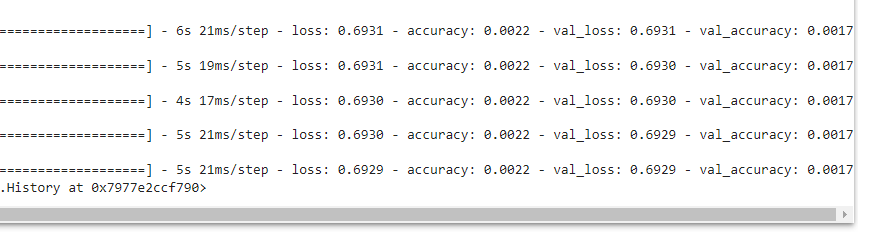 ===================] - 6s 21ms/step - loss: 0.6931 - accuracy: 0.0022 - val_loss: 0.6931 - val_accuracy: 0.0017
===================] - 5s 19ms/step - loss: 0.6931 - accuracy: 0.0022 - val_loss: 0.6930 - val_accuracy: 0.0017
===================] - 4s 17ms/step - loss: 0.6930 - accuracy: 0.0022 - val_loss: 0.6930 - val_accuracy: 0.0017
===================] - 5s 21ms/step - loss: 0.6930 - accuracy: 0.0022 - val_loss: 0.6929 - val_accuracy: 0.0017
===================] - 5s 21ms/step - loss: 0.6929 - accuracy: 0.0022 - val_loss: 0.6929 - val_accuracy: 0.0017
.History at 0x7977e2ccf790>